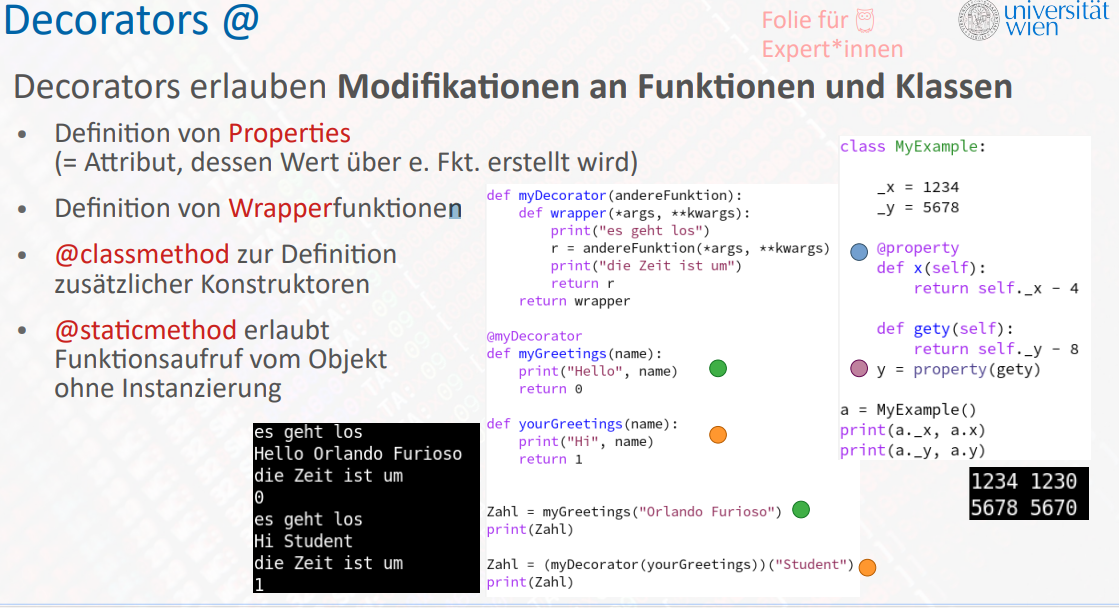 Decorators @
Folie für
Expert*innen
universität
wien
Decorators erlauben Modifikationen an Funktionen und Klassen
• Definition von Properties
(= Attribut, dessen Wert über e. Fkt. erstellt wird)
• Definition von Wrapperfunktionen
• @classmethod zur Definition
zusätzlicher Konstruktoren
• @staticmethod erlaubt
Funktionsaufruf vom Objekt
ohne Instanzierung
es geht los
Hello Orlando Furioso
die Zeit ist um
0
es geht los
Hi Student
die Zeit ist um
1
def myDecorator(andereFunktion):
    def wrapper(*args, **kwargs):
        print("es geht los")
        r = andereFunktion(*args, **kwargs)
        print("die Zeit ist um")
        return r
    return wrapper
@myDecorator
def myGreetings(name):
    print("Hello", name)
    return 0
def yourGreetings(name):
    print("Hi", name)
    return 1
Zahl = myGreetings("Orlando Furioso")
print(Zahl)
Zahl = (myDecorator(yourGreetings))("Student")
print(Zahl)
class MyExample:
    _x = 1234
    _y = 5678
    @property
    def x(self):
        return self._x - 4
    def gety(self):
        return self._y - 8
    y = property(gety)
a = MyExample()
print(a._x, a.x)
print(a._y, a.y)
1234 1230
5678 5670